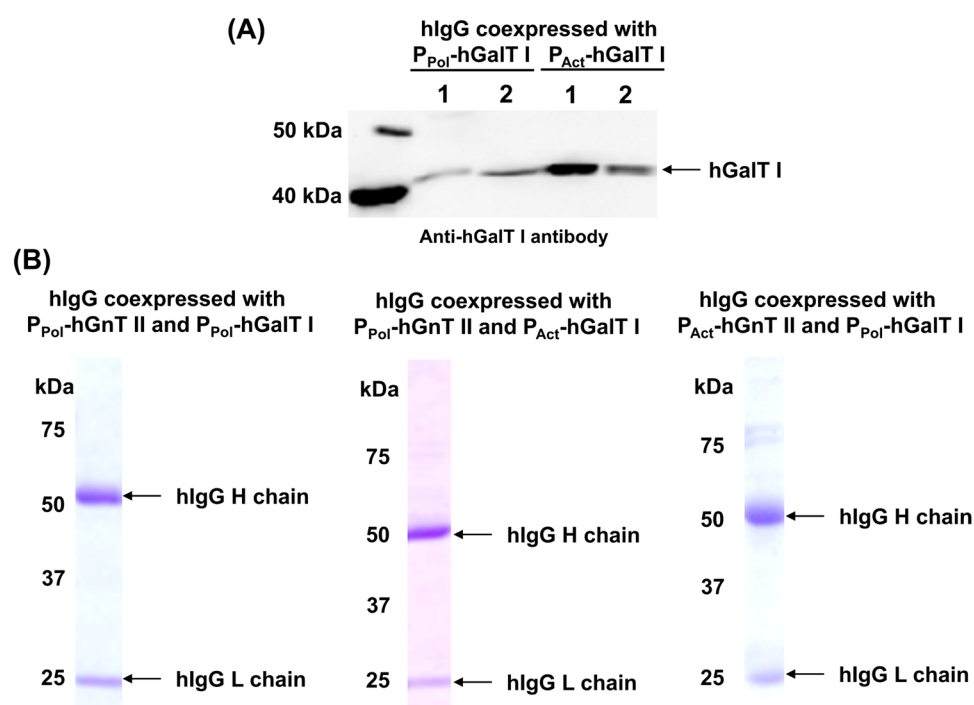 (A)
hIgG coexpressed with
PPol-hGalT I PAct-hGalT I
1 2 1 2
50 kDa
hGalT I
40 kDa
Anti-hGalT I antibody
(B)
hIgG coexpressed with
PPol-hGnT II and PPol-hGalT I
kDa
75
50 hIgG H chain
37
25 hIgG L chain
hIgG coexpressed with
PPol-hGnT II and PAct-hGalT I
kDa
75
50 hIgG H chain
37
25 hIgG L chain
hIgG coexpressed with
PAct-hGnT II and PPol-hGalT I
kDa
75
50 hIgG H chain
37
25 hIgG L chain